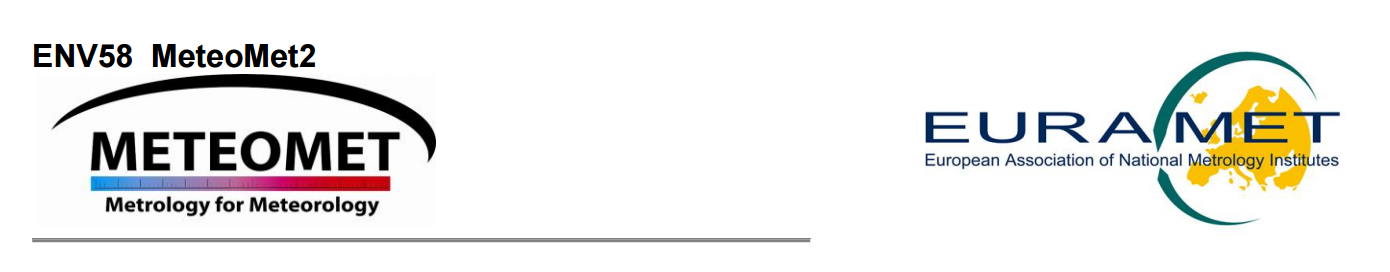 ENV58 MeteoMet2
METEOMET
Metrology for Meteorology
EURAMET
European Association of National Metrology Institutes